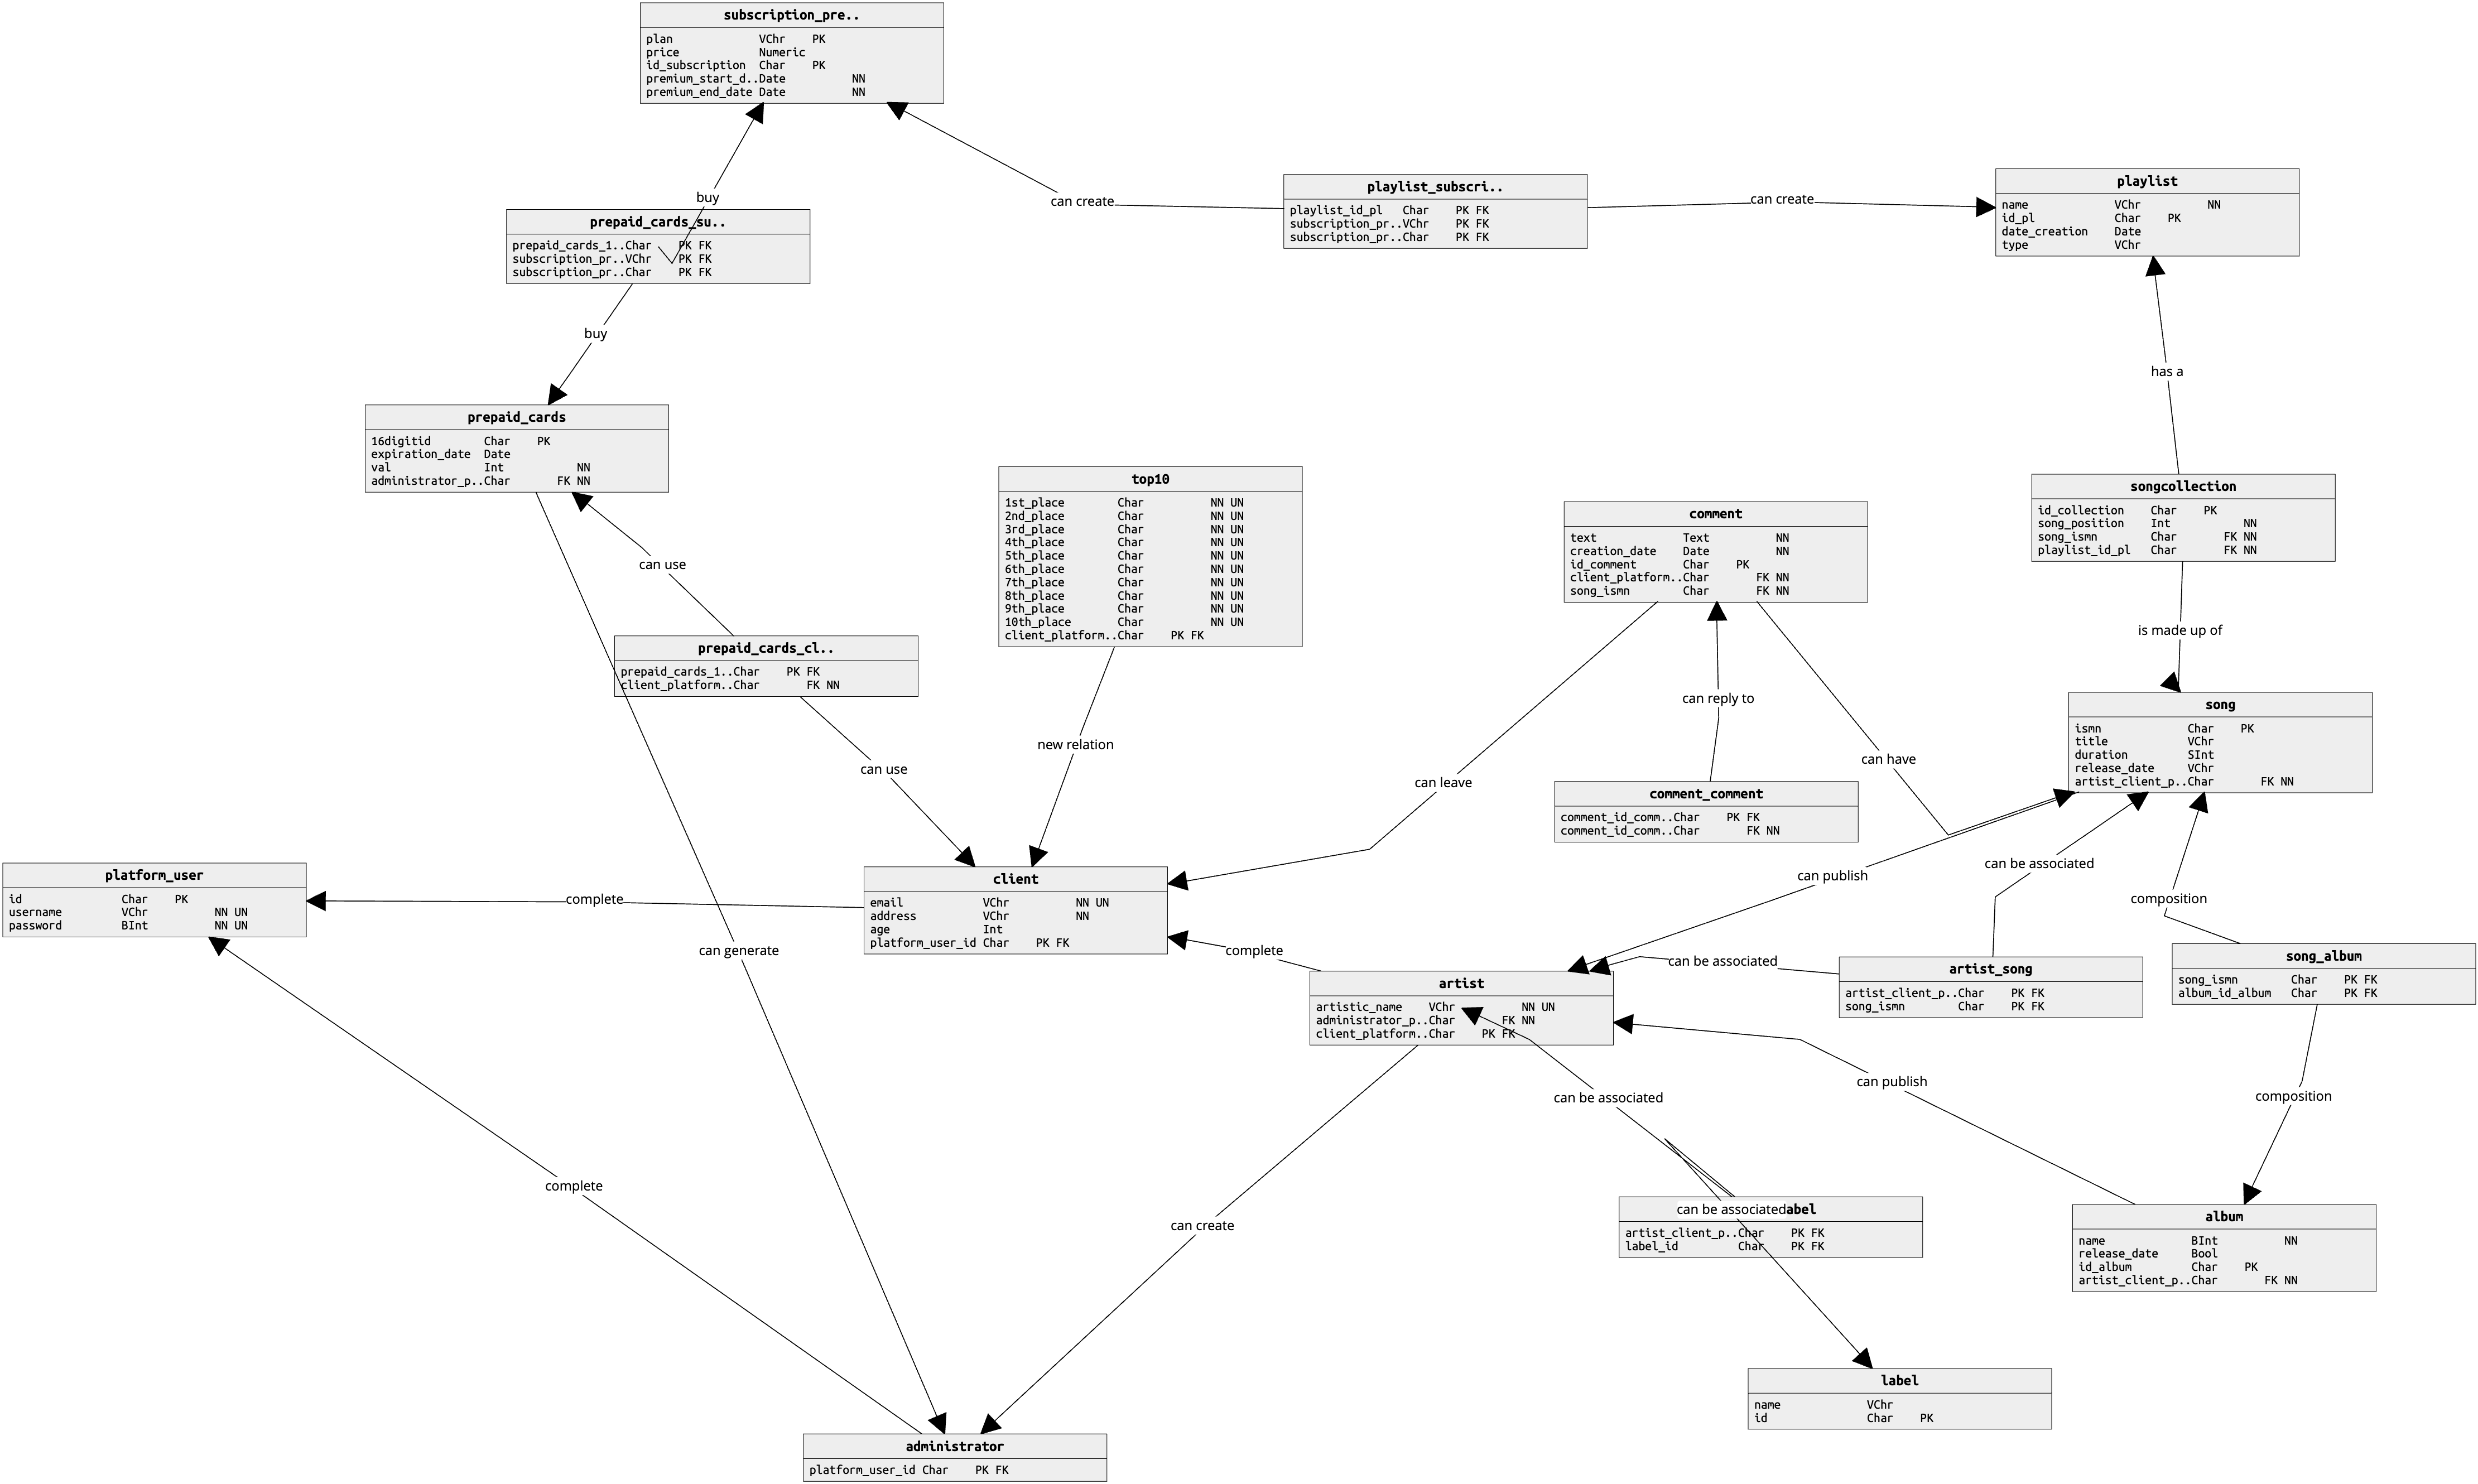 subscription_pre..
plan VChr PK
price Numeric
id_subscription Char PK
premium_start_d..Date NN
premium_end_date Date NN
buy
can create
can create
prepaid_cards_su..
prepaid_cards_1..Char PK FK
subscription_pr..VChr PK FK
subscription_pr..Char PK FK
playlist_subscri..
playlist_id_pl Char PK FK
subscription_pr..VChr PK FK
subscription_pr..Char PK FK
playlist
name VChr NN
id_pl Char PK
date_creation Date
type VChr
buy
has a
prepaid_cards
16digitid Char PK
expiration_date Date
val Int NN
administrator_p..Char FK NN
top10
1st_place Char NN UN
2nd_place Char NN UN
3rd_place Char NN UN
4th_place Char NN UN
5th_place Char NN UN
6th_place Char NN UN
7th_place Char NN UN
8th_place Char NN UN
9th_place Char NN UN
10th_place Char NN UN
client_platform..Char PK FK
comment
text Text NN
creation_date Date NN
id_comment Char PK
client_platform..Char FK NN
song_ismn Char FK NN
songcollection
id_collection Char PK
song_position Int NN
song_ismn Char FK NN
playlist_id_pl Char FK NN
can use
is made up of
prepaid_cards_cl..
prepaid_cards_1..Char PK FK
client_platform..Char FK NN
can reply to
song
ismn Char PK
title VChr
duration SInt
release_date VChr
artist_client_p..Char FK NN
new relation
can use
can leave
can have
comment_comment
comment_id_comm..Char PK FK
comment_id_comm..Char FK NN
can be associated
can publish
composition
platform_user
id Char PK
username VChr NN UN
password BInt NN UN
complete
client
email VChr NN UN
address VChr NN
age Int
platform_user_id Char PK FK
can generate
complete
can be associated
artist
artistic_name VChr NN UN
administrator_p..Char FK NN
client_platform..Char PK FK
artist_song
artist_client_p..Char PK FK
song_ismn Char PK FK
song_album
song_ismn Char PK FK
album_id_album Char PK FK
can be associated
can publish
composition
complete
can create
can be associated
artist_client_p..Char PK FK
label_id Char PK FK
album
name BInt NN
release_date Bool
id_album Char PK
artist_client_p..Char FK NN
label
name VChr
id Char PK
administrator
platform_user_id Char PK FK